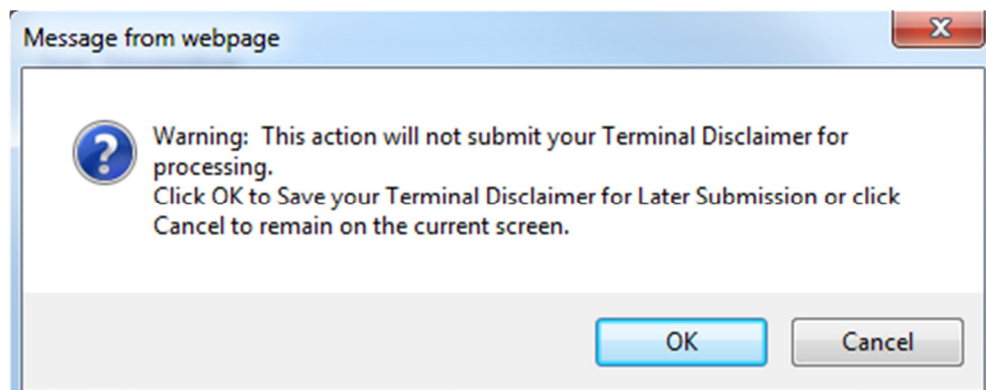 Message from webpage
Warning:  This action will not submit your Terminal Disclaimer for
processing.
Click OK to Save your Terminal Disclaimer for Later Submission or click
Cancel to remain on the current screen.
OK
Cancel